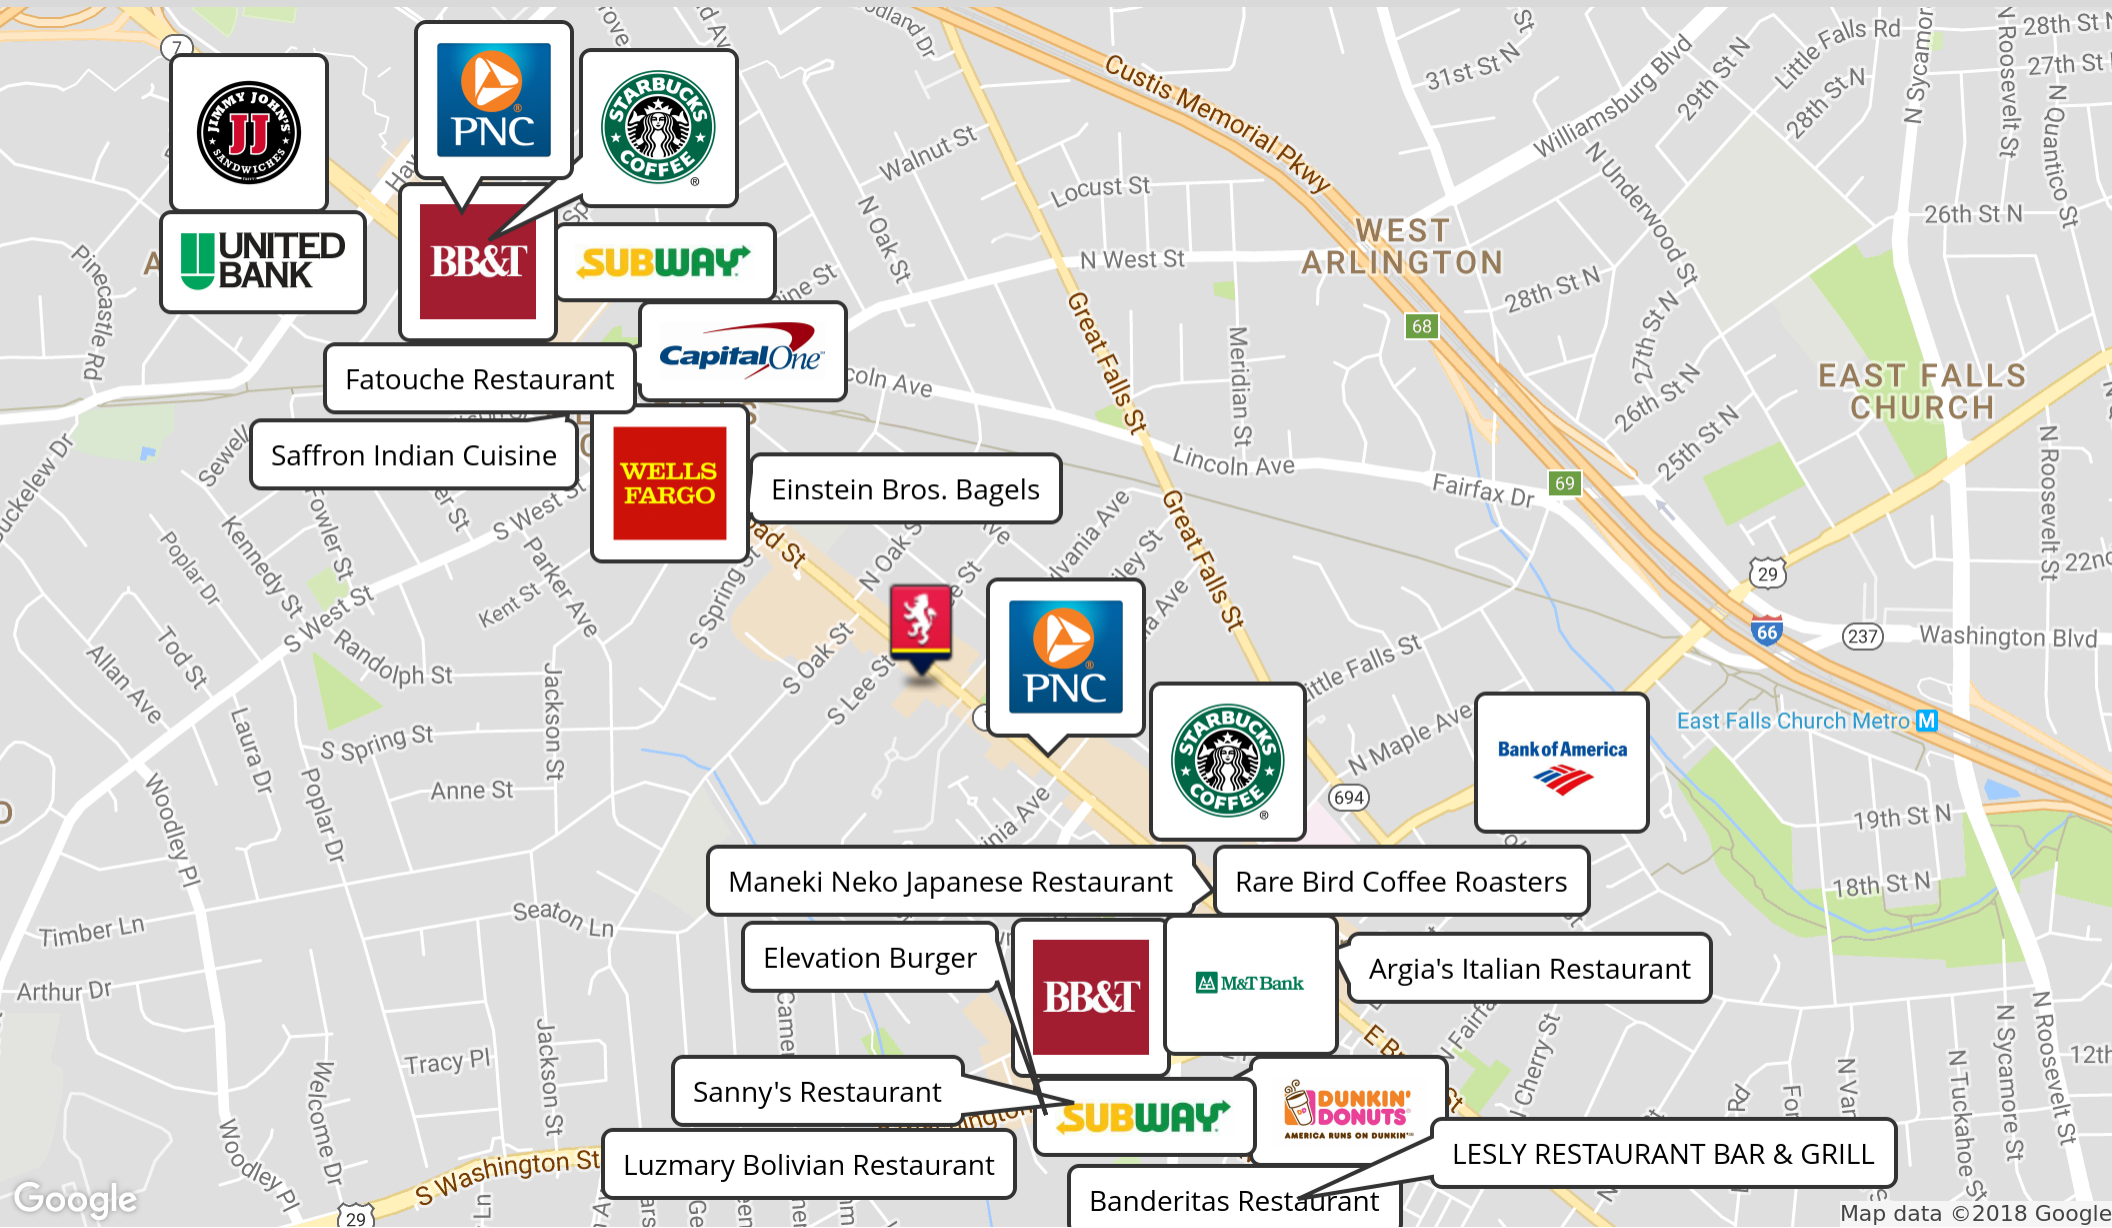 7
JIMMY JOHN'S
JJ
SANDWICHES
PNC
STARBUCKS
COFFEE
UNITED
BANK
BB&T
SUBWAY
Capital One
Fatouche Restaurant
Saffron Indian Cuisine
WELLS
FARGO
Einstein Bros. Bagels
Custis Memorial Pkwy
Walnut St
Locust St
N Oak St
N West St
Great Falls St
Meridian St
WEST
ARLINGTON
68
31st St N
Williamsburg Blvd
29th St N
Little Falls Rd
28th St N
N Roosevelt St
28th St N
27th St
N Quantico St
26th St N
N Underwood St
28th St N
27th St N
26th St N
25th St N
EAST FALLS
CHURCH
N Roosevelt St
Lincoln Ave
Fairfax Dr
69
Great Falls St
29
66
237
Washington Blvd
East Falls Church Metro M
Pinecastle Rd
Kennedy St
Fowler St
S West St
Poplar Dr
Parker Ave
Kent St
S Spring St
S West St
Tod St
Randolph St
Allan Ave
S Oak St
S Lee St
PNC
STARBUCKS
COFFEE
Bank of America
N Maple Ave
694
Jackson St
S Spring St
Laura Dr
Anne St
Poplar Dr
Woodley Pl
19th St N
18th St N
Maneki Neko Japanese Restaurant
Rare Bird Coffee Roasters
Timber Ln
Seaton Ln
Elevation Burger
BB&T
M&T Bank
Argia's Italian Restaurant
Arthur Dr
Tracy Pl
Jackson St
Welcome Dr
Sanny's Restaurant
SUBWAY
DUNKIN'
DONUTS
AMERICA RUNS ON DUNKIN'
N Cherry St
N Tuckahoe St
N Sycamore St
N Roosevelt St
LESLY RESTAURANT BAR & GRILL
Luzmary Bolivian Restaurant
Banderitas Restaurant
S Washington St
Woodley Pl
29
Google
Map data ©2018 Google